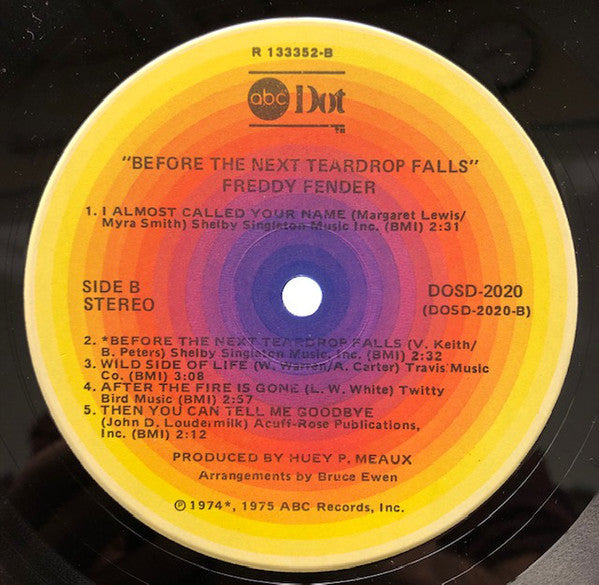 R 133352-B
abc Dot
TM
"BEFORE THE NEXT TEARDROP FALLS"
FREDDY FENDER
1. I ALMOST CALLED YOUR NAME (Margaret Lewis/
Myra Smith) Shelby Singleton Music Inc. (BMI) 2:31
SIDE B
STEREO
DOSD-2020
(DOSD-2020-B)
2. *BEFORE THE NEXT TEARDROP FALLS (V. Keith/
B. Peters) Shelby Singleton Music, Inc. (BMI) 2:32
3. WILD SIDE OF LIFE (W. Warren/A. Carter) Travis Music
Co. (BMI) 3:08
4. AFTER THE FIRE IS GONE (L. W. White) Twitty
Bird Music (BMI) 2:57
5. THEN YOU CAN TELL ME GOODBYE
(John D. Loudermilk) Acuff-Rose Publications,
Inc. (BMI) 2:12
PRODUCED BY HUEY P. MEAUX
Arrangements by Bruce Ewen
℗ 1974*, 1975 ABC Records, Inc.